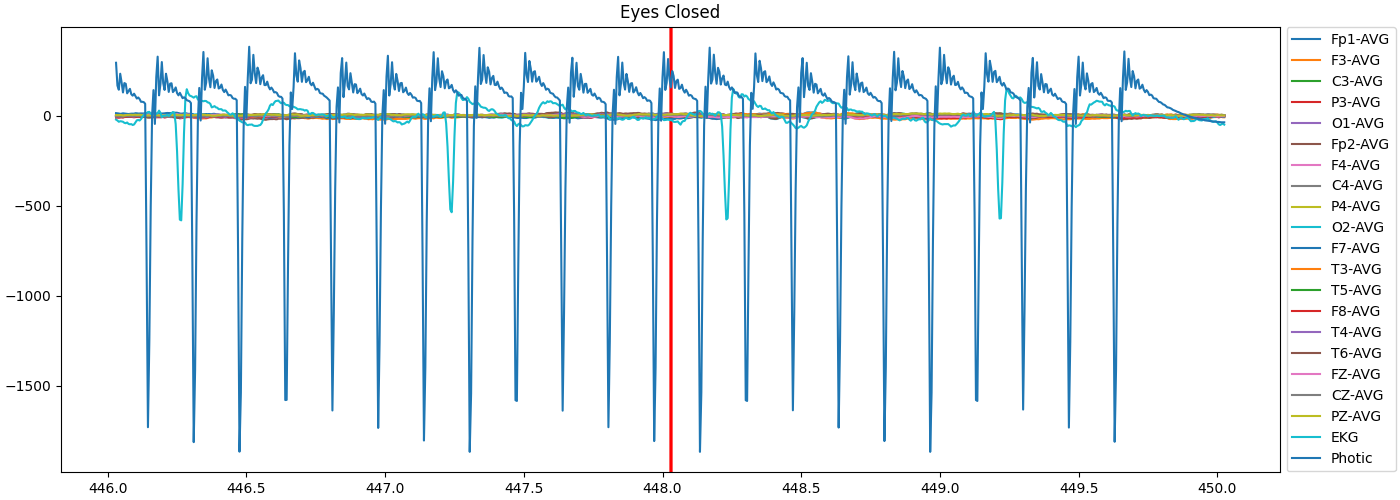 Eyes Closed
0
−500
−1000
−1500
446.0 446.5 447.0 447.5 448.0 448.5 449.0 449.5 450.0
Fp1-AVG
F3-AVG
C3-AVG
P3-AVG
O1-AVG
Fp2-AVG
F4-AVG
C4-AVG
P4-AVG
O2-AVG
F7-AVG
T3-AVG
T5-AVG
F8-AVG
T4-AVG
T6-AVG
FZ-AVG
CZ-AVG
PZ-AVG
EKG
Photic